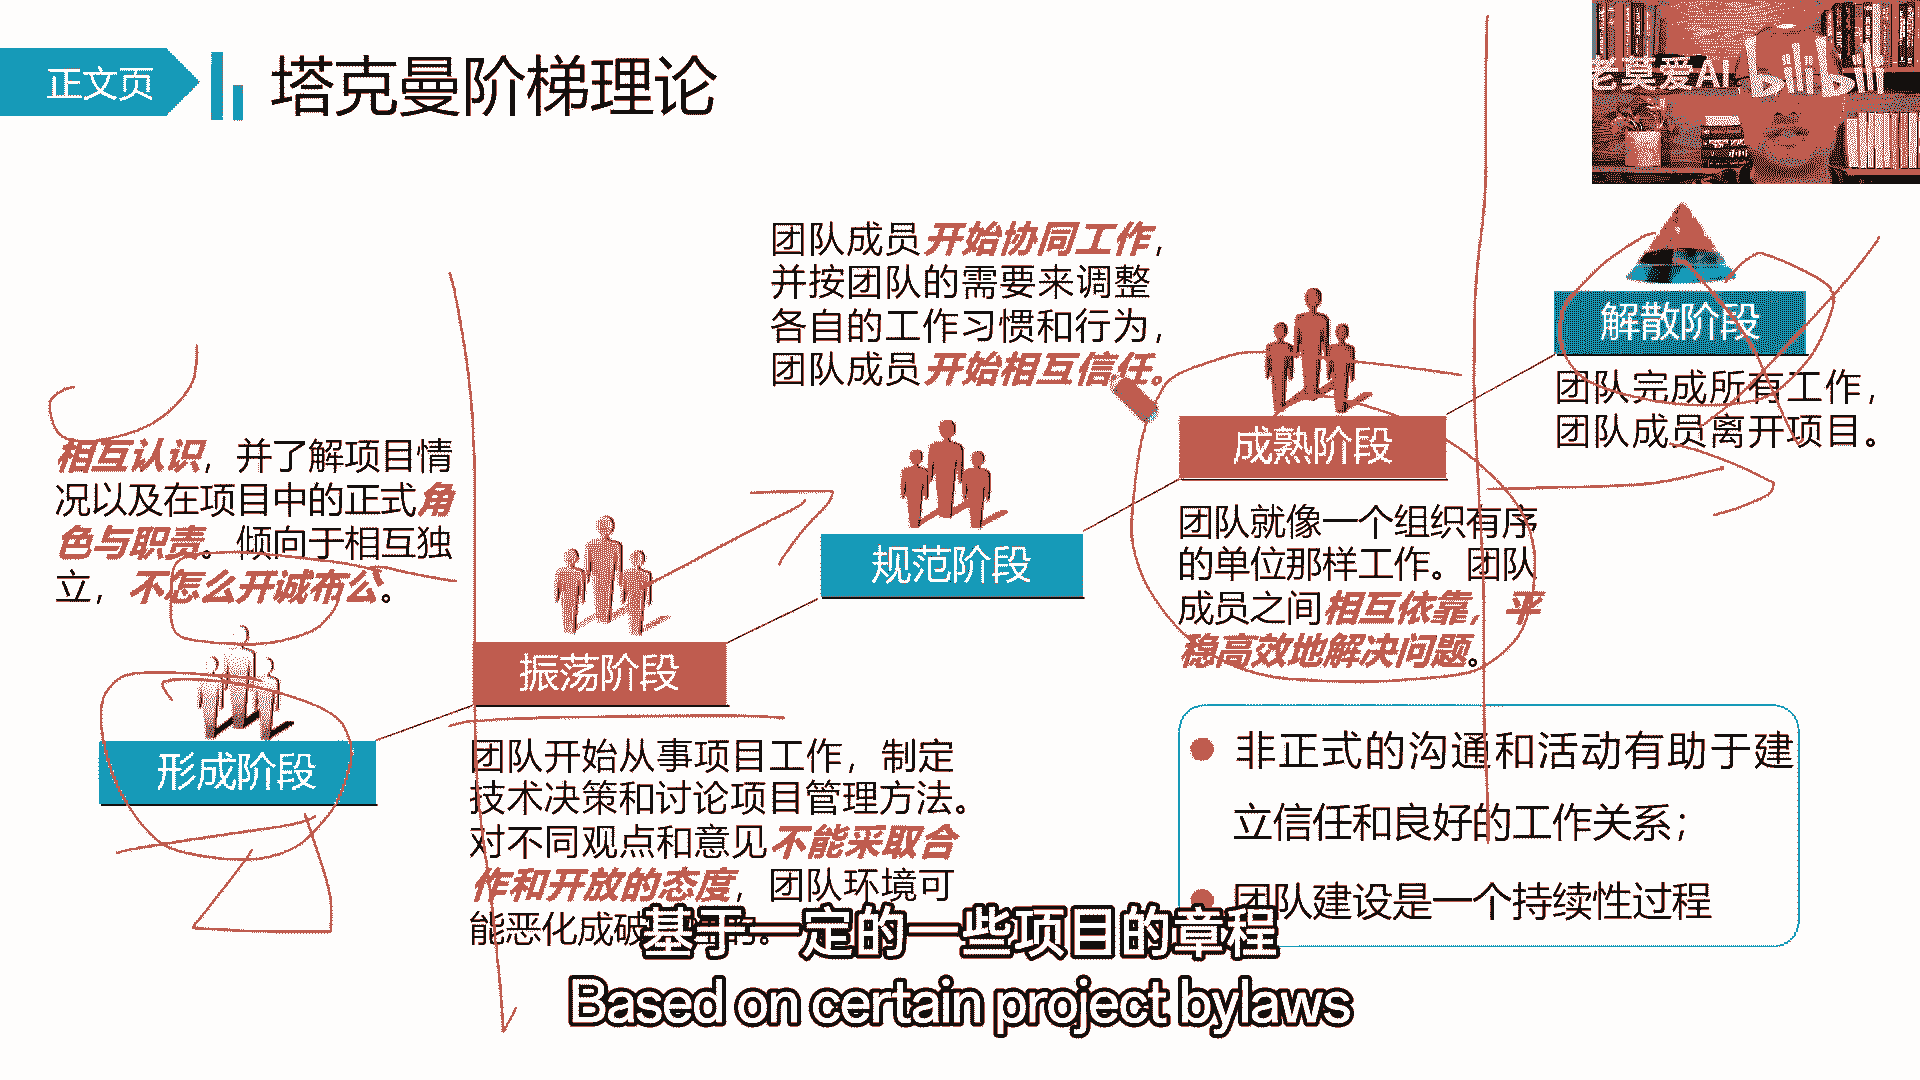 正文页
塔克曼阶梯理论
老莫爱AI
bilibili
团队成员开始协同工作，
并按团队的需要来调整
各自的工作习惯和行为，
团队成员开始相互信任。
解散阶段
团队完成所有工作，
团队成员离开项目。
相互认识，并了解项目情
况以及在项目中的正式角
色与职责。倾向于相互独
立，不怎么开诚布公。
成熟阶段
团队就像一个组织有序
的单位那样工作。团队
成员之间相互依靠，平
稳高效地解决问题。
规范阶段
振荡阶段
团队开始从事项目工作，制定
技术决策和讨论项目管理方法。
对不同观点和意见不能采取合
作和开放的态度，团队环境可
能恶化成破
形成阶段
非正式的沟通和活动有助于建
立信任和良好的工作关系；
团队建设是一个持续性过程
基于一定的一些项目的章程
Based on certain project bylaws